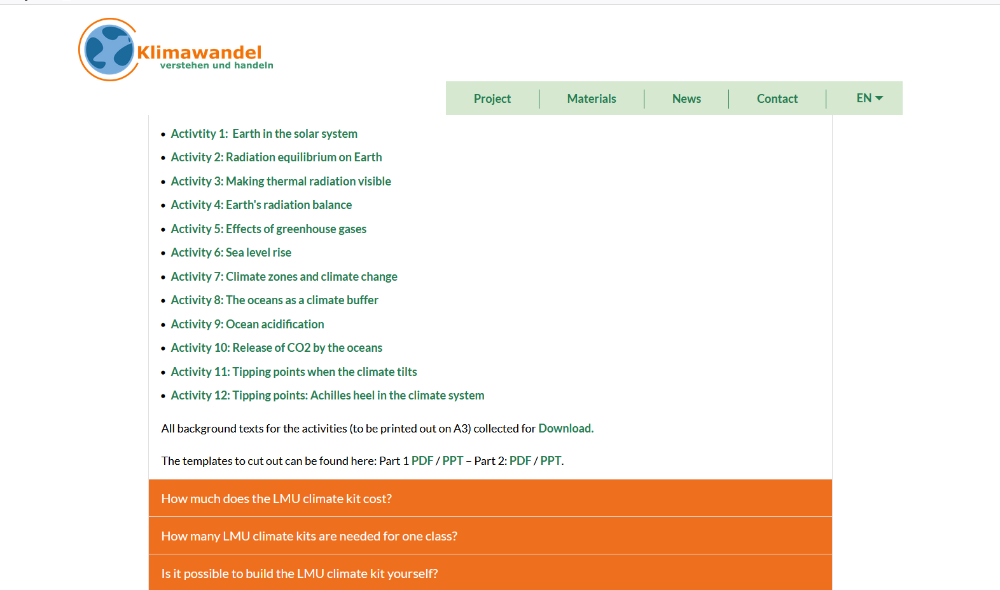 Klimawandel
verstehen und handeln
Project
Materials
News
Contact
EN
Activtity 1:  Earth in the solar system
Activity 2: Radiation equilibrium on Earth
Activity 3: Making thermal radiation visible
Activity 4: Earth's radiation balance
Activity 5: Effects of greenhouse gases
Activity 6: Sea level rise
Activity 7: Climate zones and climate change
Activity 8: The oceans as a climate buffer
Activity 9: Ocean acidification
Activity 10: Release of CO2 by the oceans
Activity 11: Tipping points when the climate tilts
Activity 12: Tipping points: Achilles heel in the climate system
All background texts for the activities (to be printed out on A3) collected for Download.
The templates to cut out can be found here: Part 1 PDF / PPT – Part 2: PDF / PPT.
How much does the LMU climate kit cost?
How many LMU climate kits are needed for one class?
Is it possible to build the LMU climate kit yourself?